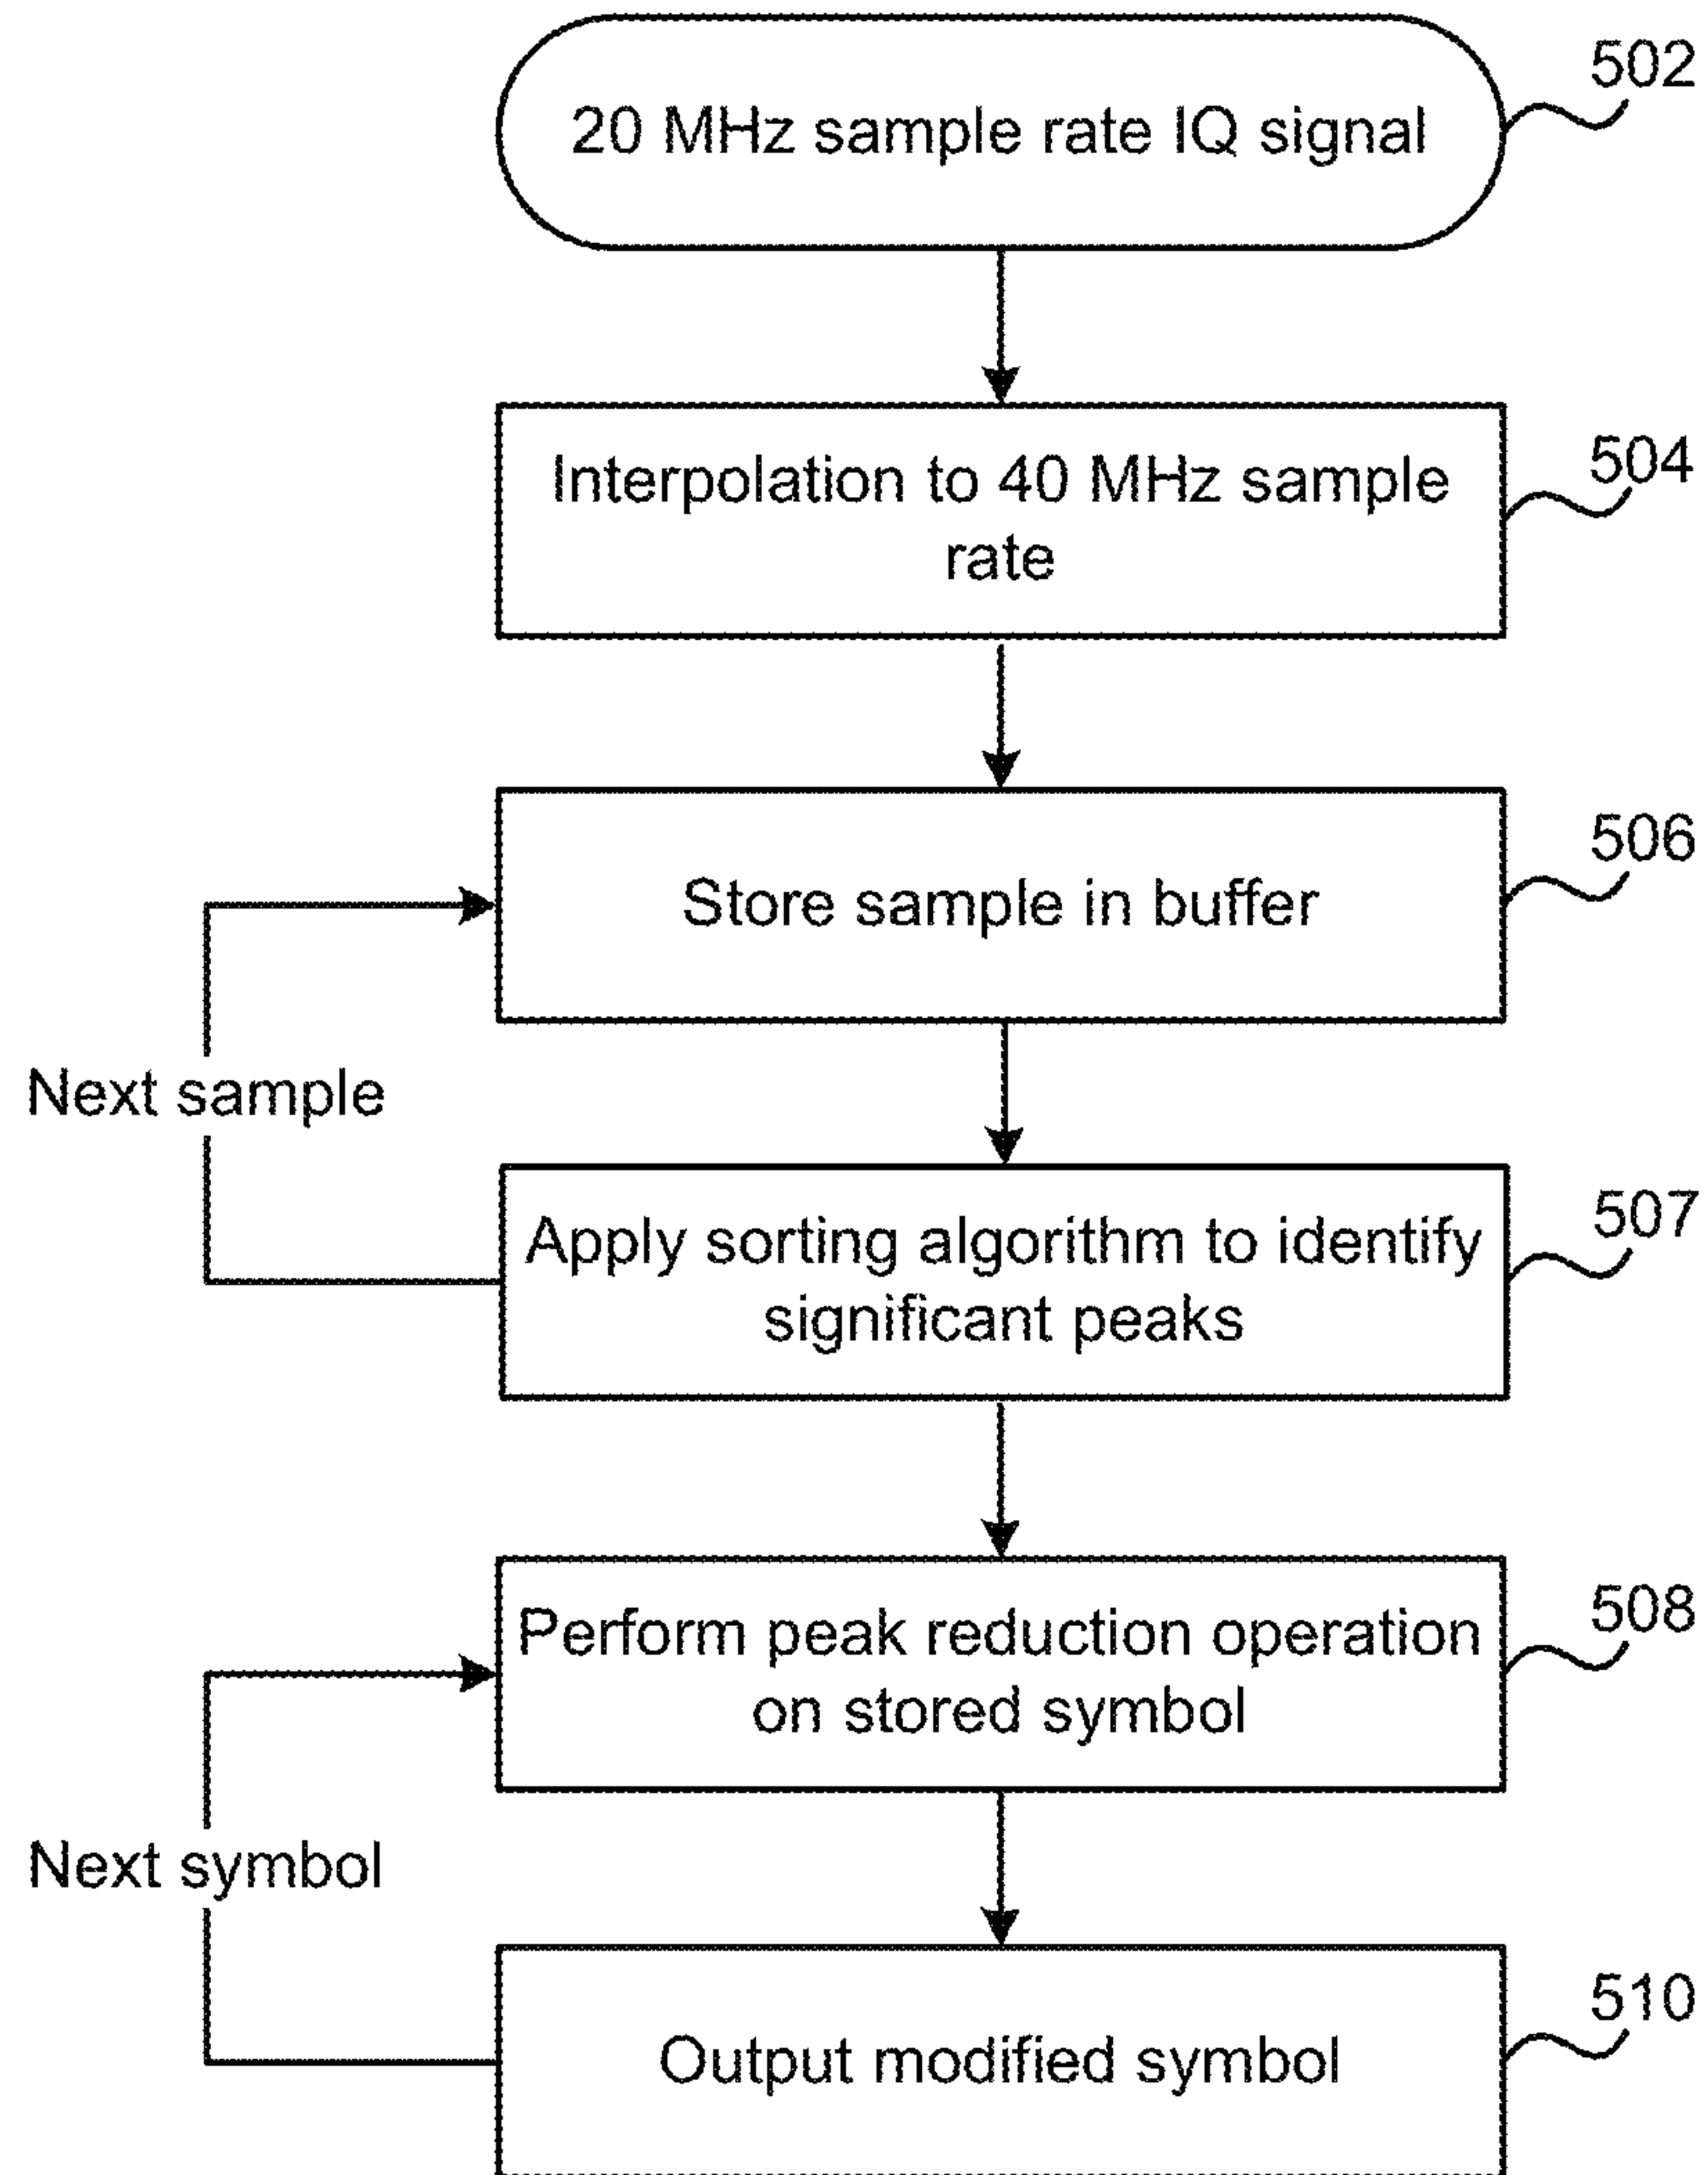 502
20 MHz sample rate IQ signal
504
Interpolation to 40 MHz sample
rate
506
Store sample in buffer
Next sample
507
Apply sorting algorithm to identify
significant peaks
508
Perform peak reduction operation
on stored symbol
Next symbol
510
Output modified symbol